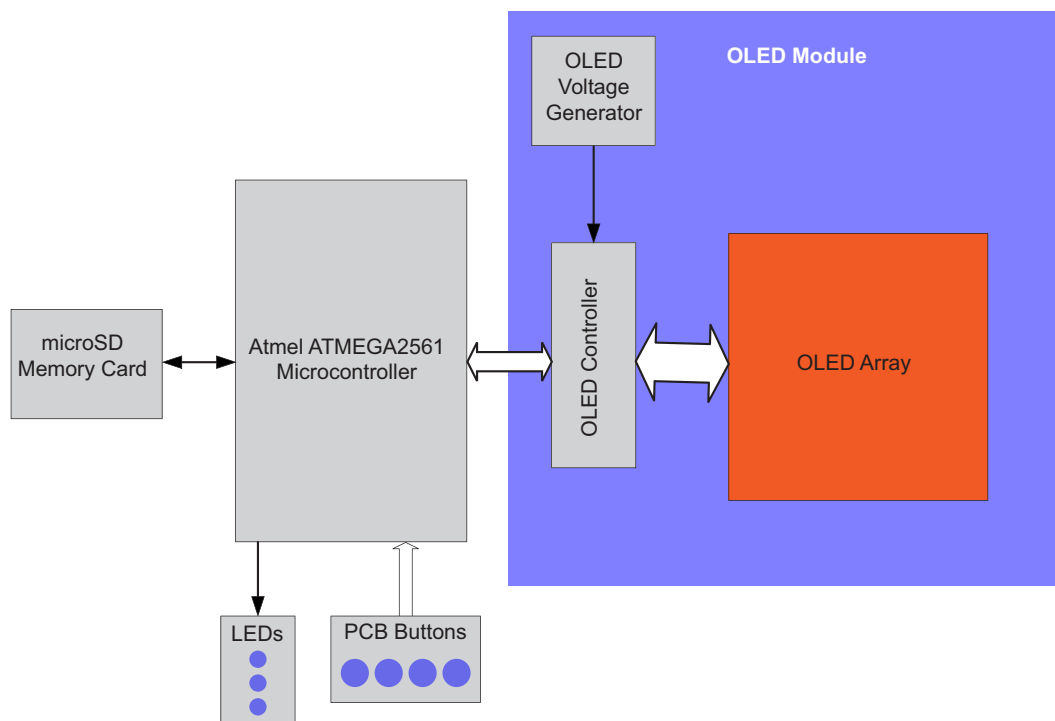 OLED Module
OLED
Voltage
Generator
microSD
Memory Card
Atmel ATMEGA2561
Microcontroller
OLED Controller
OLED Array
LEDs
PCB Buttons